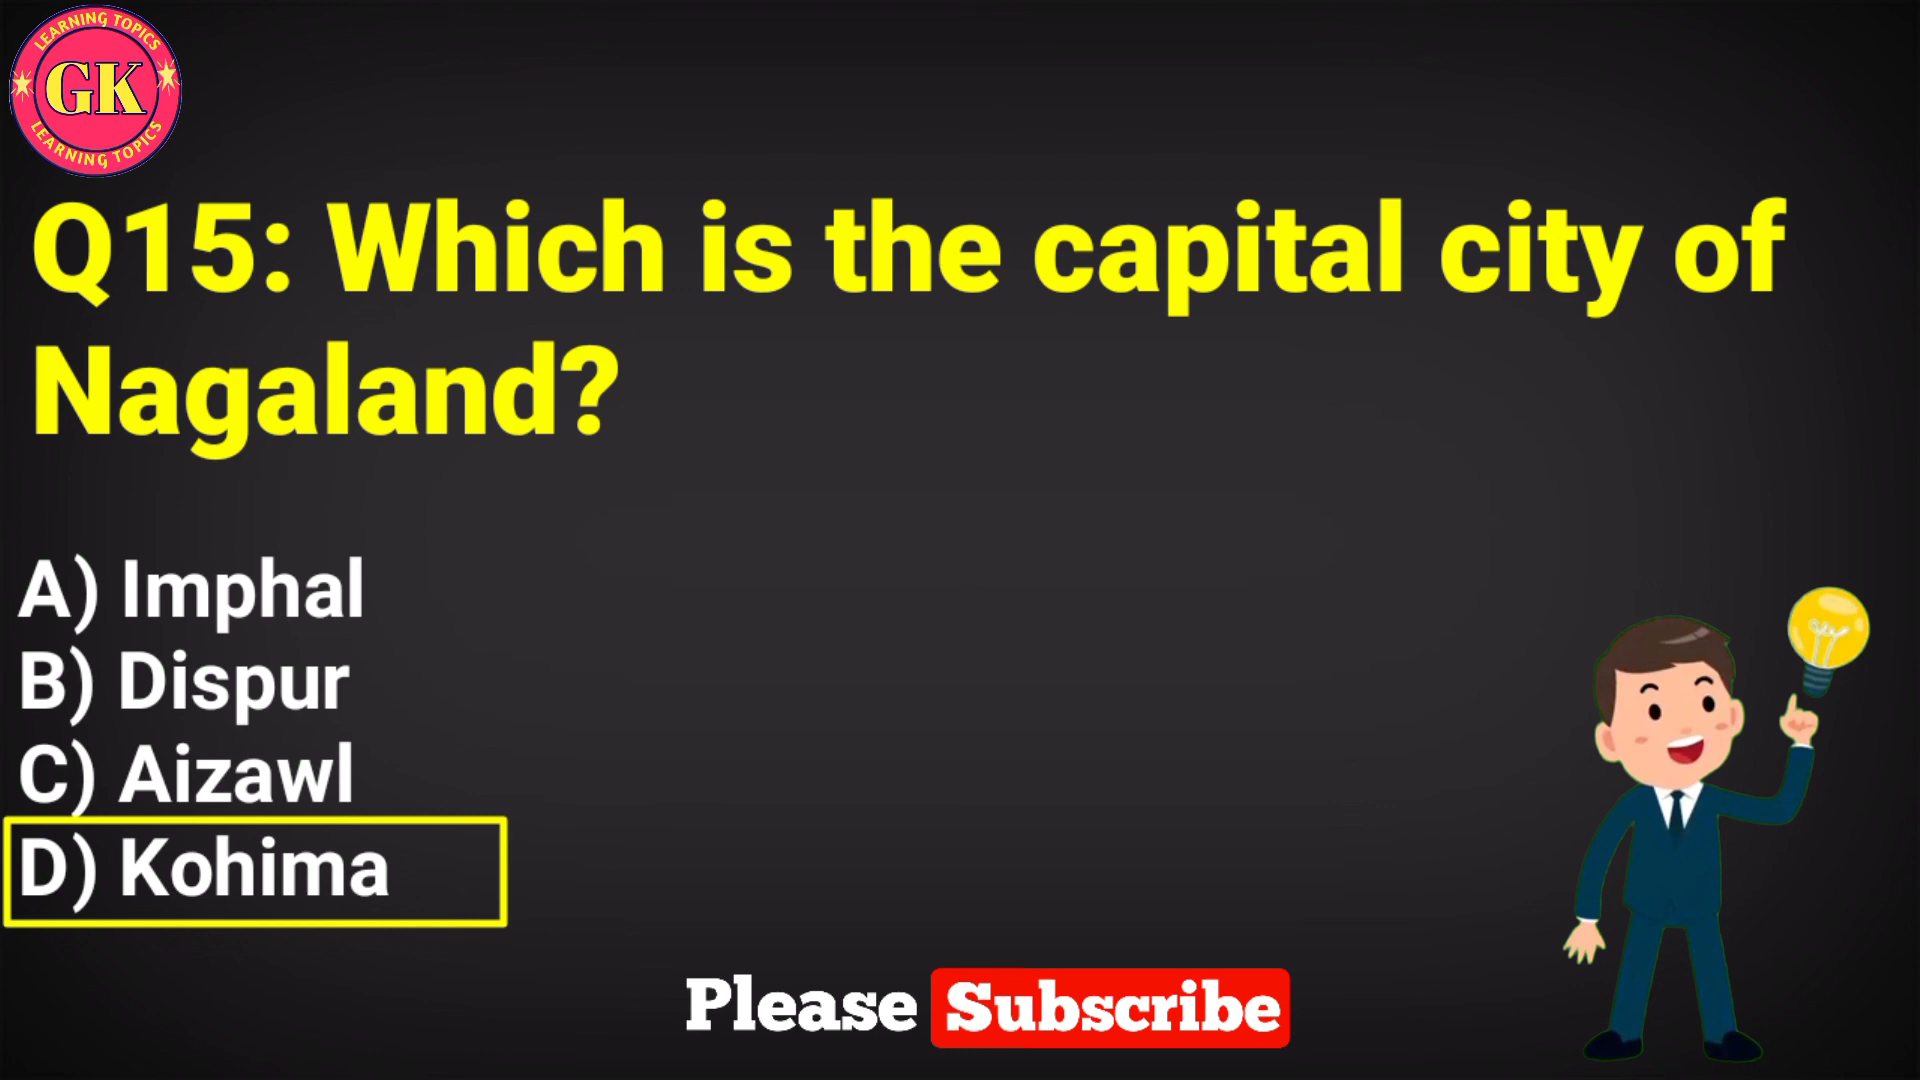 LEARNING TOPICS
GK
LEARNING TOPICS
Q15: Which is the capital city of
Nagaland?
A) Imphal
B) Dispur
C) Aizawl
D) Kohima
Please Subscribe